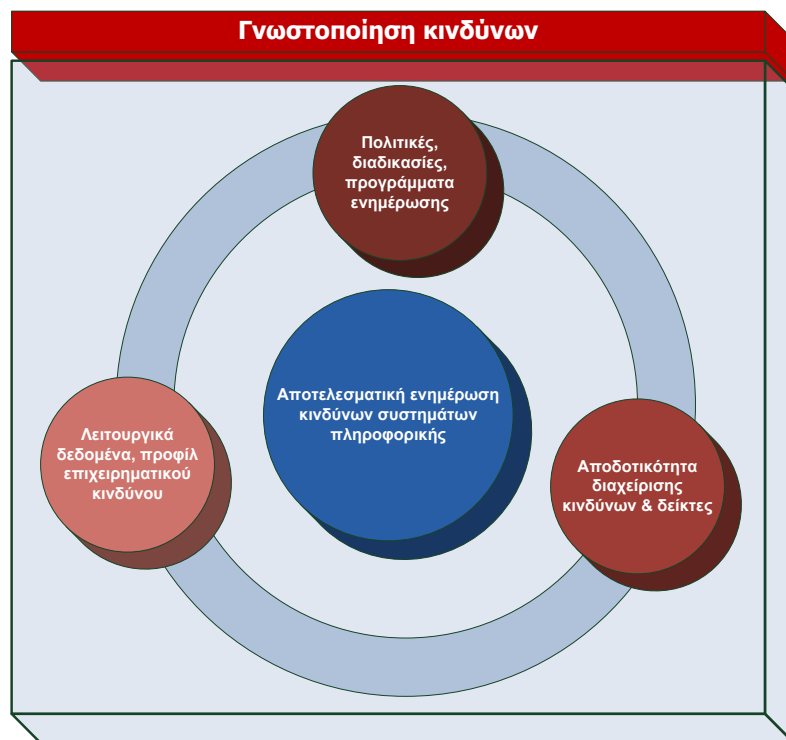 Γνωστοποίηση κινδύνων
Πολιτικές,
διαδικασίες,
προγράμματα
ενημέρωσης
Αποτελεσματική ενημέρωση
κινδύνων συστημάτων
πληροφορικής
Λειτουργικά
δεδομένα, προφίλ
επιχειρηματικού
κινδύνου
Αποδοτικότητα
διαχείρισης
κινδύνων & δείκτες